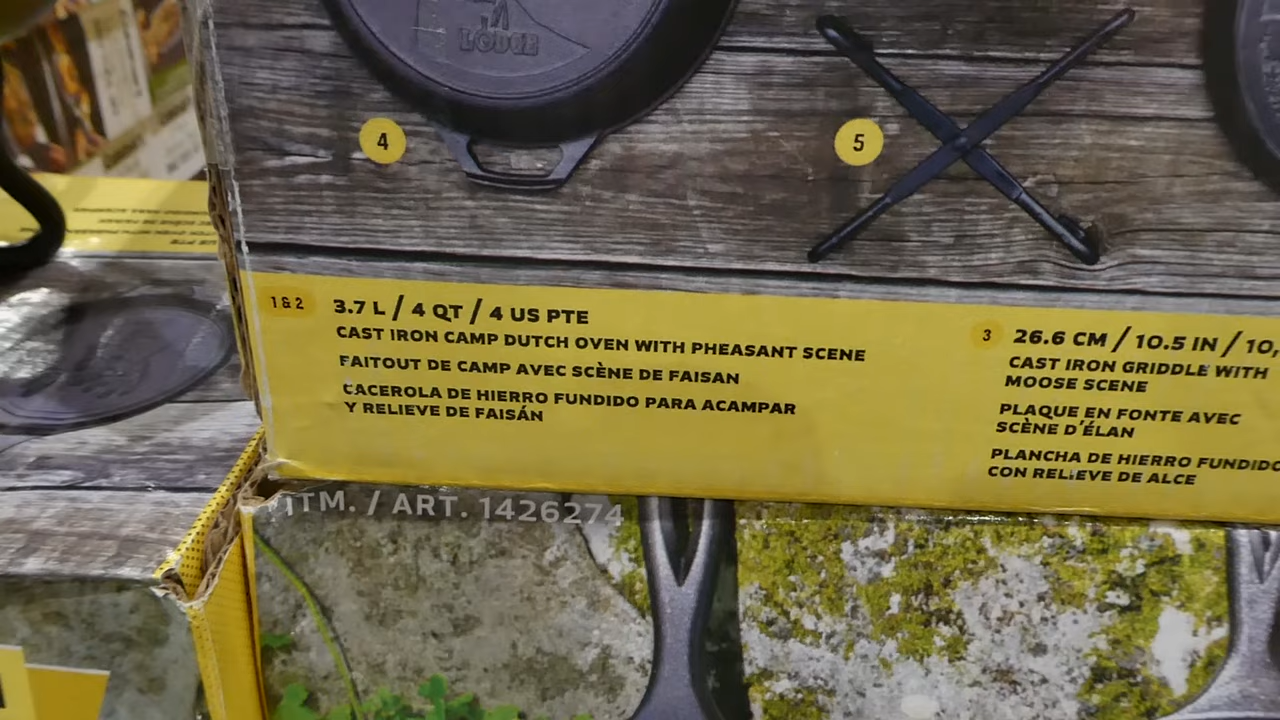 LODGE
4
5
1 & 2
3.7 L / 4 QT / 4 US PTE
CAST IRON CAMP DUTCH OVEN WITH PHEASANT SCENE
FAITOUT DE CAMP AVEC SCÈNE DE FAISAN
CACEROLA DE HIERRO FUNDIDO PARA ACAMPAR
Y RELIEVE DE FAISÁN
3
26.6 CM / 10.5 IN / 10,
CAST IRON GRIDDLE WITH
MOOSE SCENE
PLAQUE EN FONTE AVEC
SCÈNE D'ÉLAN
PLANCHA DE HIERRO FUNDIDO
CON RELIEVE DE ALCE
ITM. / ART. 1426274